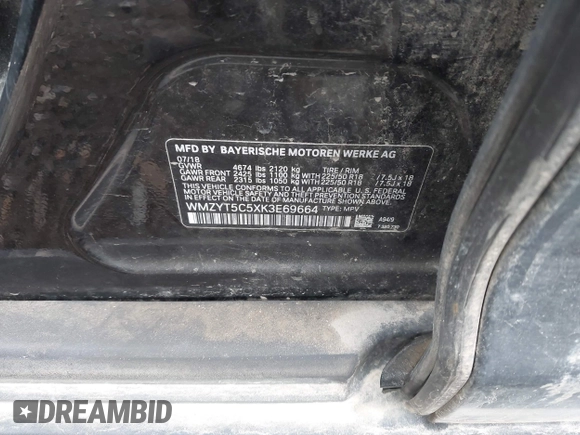 MFD BY BAYERISCHE MOTOREN WERKE AG
07/18
GVWR 4674 lbs 2120 kg TIRE / RIM
GAWR FRONT 2425 lbs 1100 kg WITH 225/50 R18 / 7.5J x 18
GAWR REAR 2315 lbs 1050 kg WITH 225/50 R18 / 7.5J x 18
THIS VEHICLE CONFORMS TO ALL APPLICABLE U.S. FEDERAL
MOTOR VEHICLE SAFETY, BUMPER, AND THEFT
PREVENTION STANDARDS IN EFFECT ON THE DATE OF
MANUFACTURE SHOWN ABOVE.
WMZYT5C5XK3E69664 TYPE: MPV
A94/9
DREAMBID